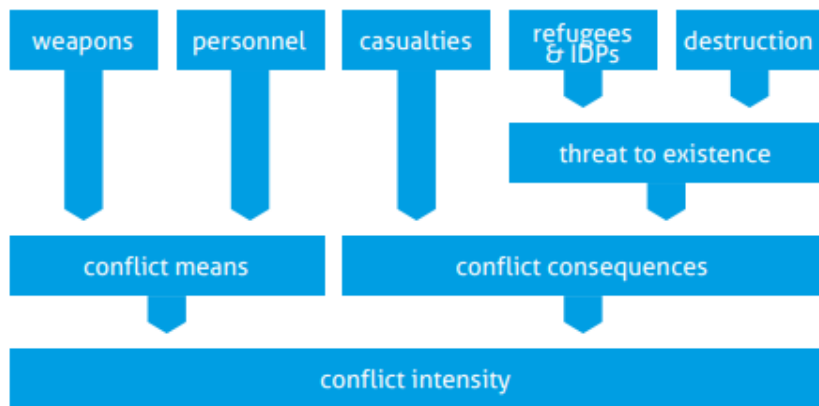 weapons
personnel
casualties
refugees
& IDPs
destruction
threat to existence
conflict means
conflict consequences
conflict intensity